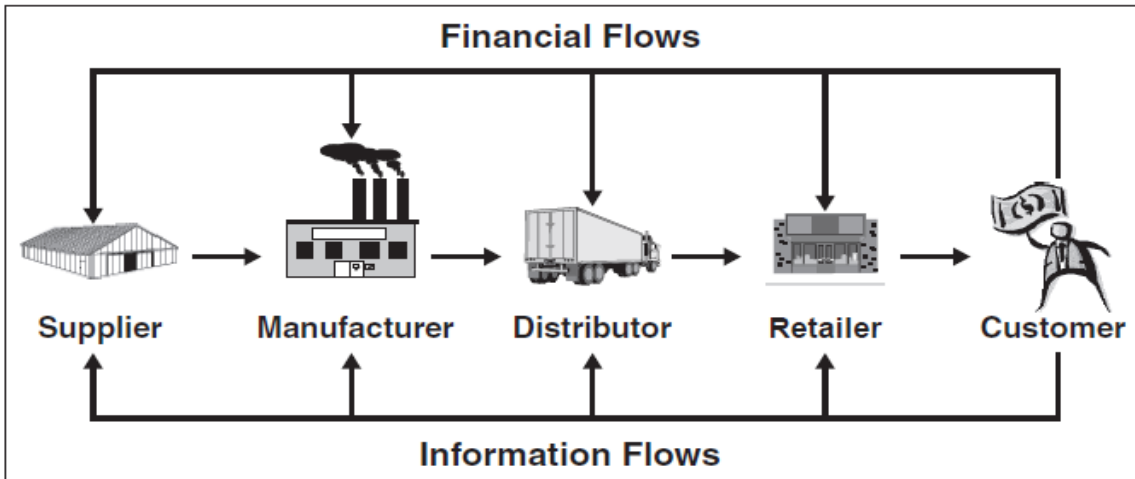 Financial Flows
Supplier Manufacturer Distributor Retailer Customer
Information Flows